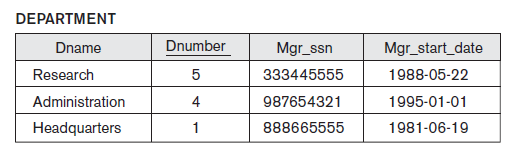 DEPARTMENT
Dname Dnumber Mgr_ssn Mgr_start_date
Research 5 333445555 1988-05-22
Administration 4 987654321 1995-01-01
Headquarters 1 888665555 1981-06-19